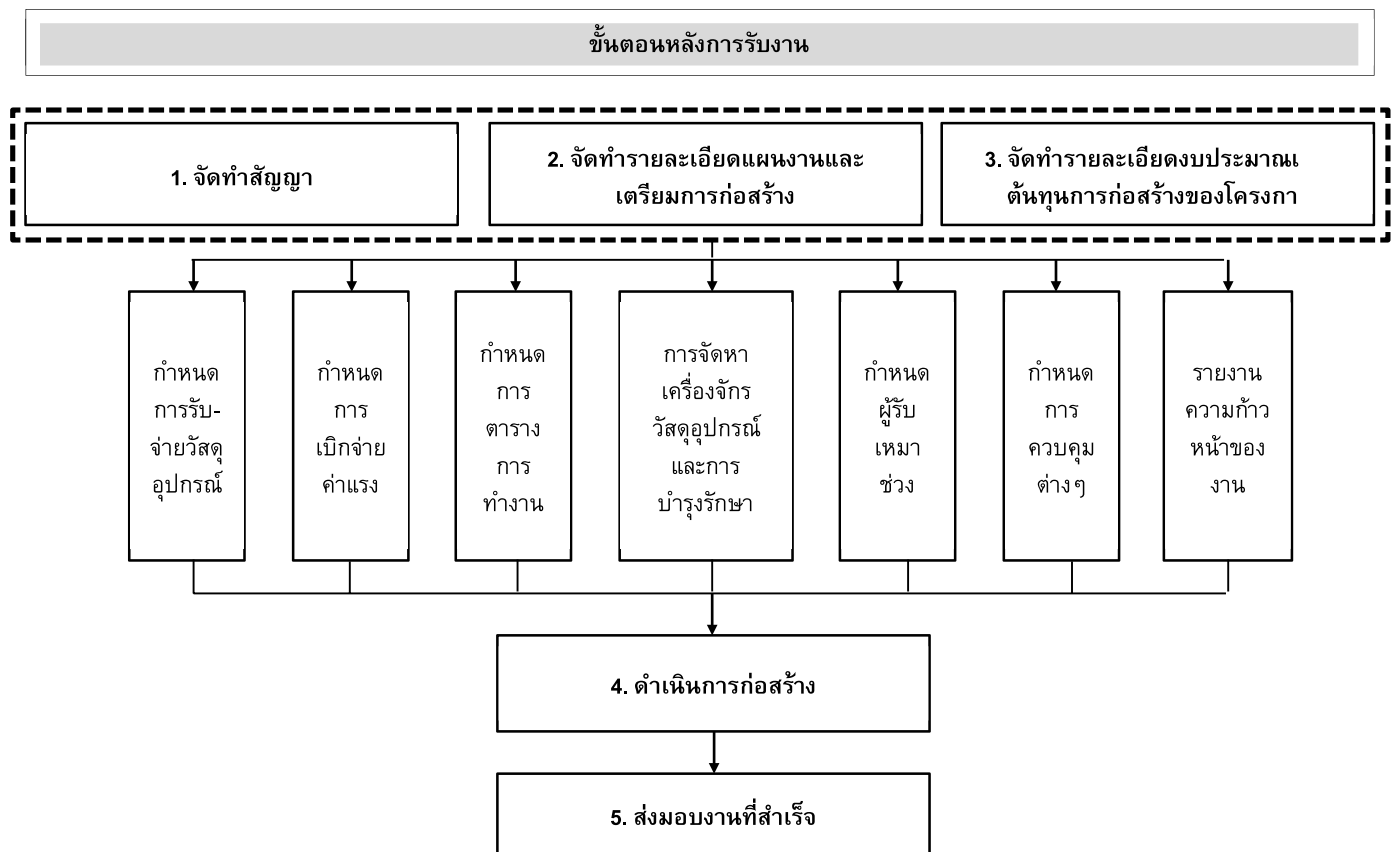 ขั้นตอนหลังการรับงาน
1. จัดทำสัญญา
2. จัดทำรายละเอียดแผนงานและ
เตรียมการก่อสร้าง
3. จัดทำรายละเอียดงบประมาณเ
ต้นทุนการก่อสร้างของโครงกา
กำหนด
การรับ-
จ่ายวัสดุ
อุปกรณ์
กำหนด
การ
เบิกจ่าย
ค่าแรง
กำหนด
การ
ตาราง
การ
ทำงาน
การจัดหา
เครื่องจักร
วัสดุอุปกรณ์
และการ
บำรุงรักษา
กำหนด
ผู้รับ
เหมา
ช่วง
กำหนด
การ
ควบคุม
ต่างๆ
รายงาน
ความก้าว
หน้าของ
งาน
4. ดำเนินการก่อสร้าง
5. ส่งมอบงานที่สำเร็จ